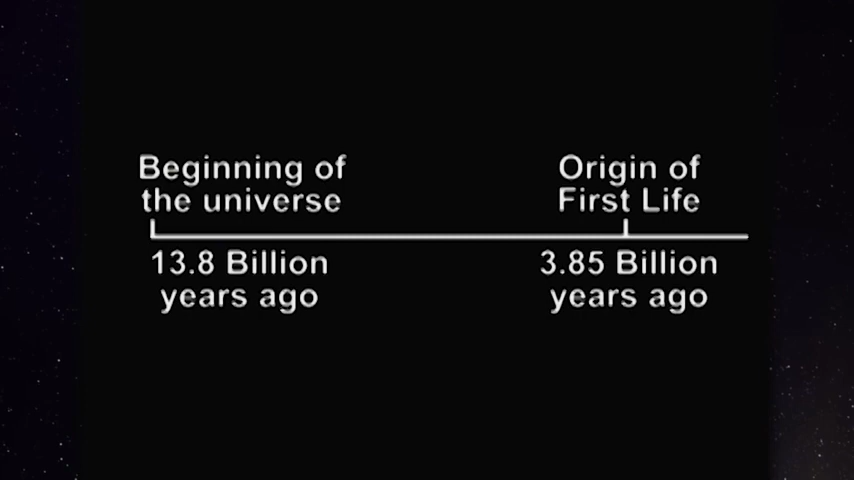 Beginning of
the universe
Origin of
First Life
13.8 Billion
years ago
3.85 Billion
years ago